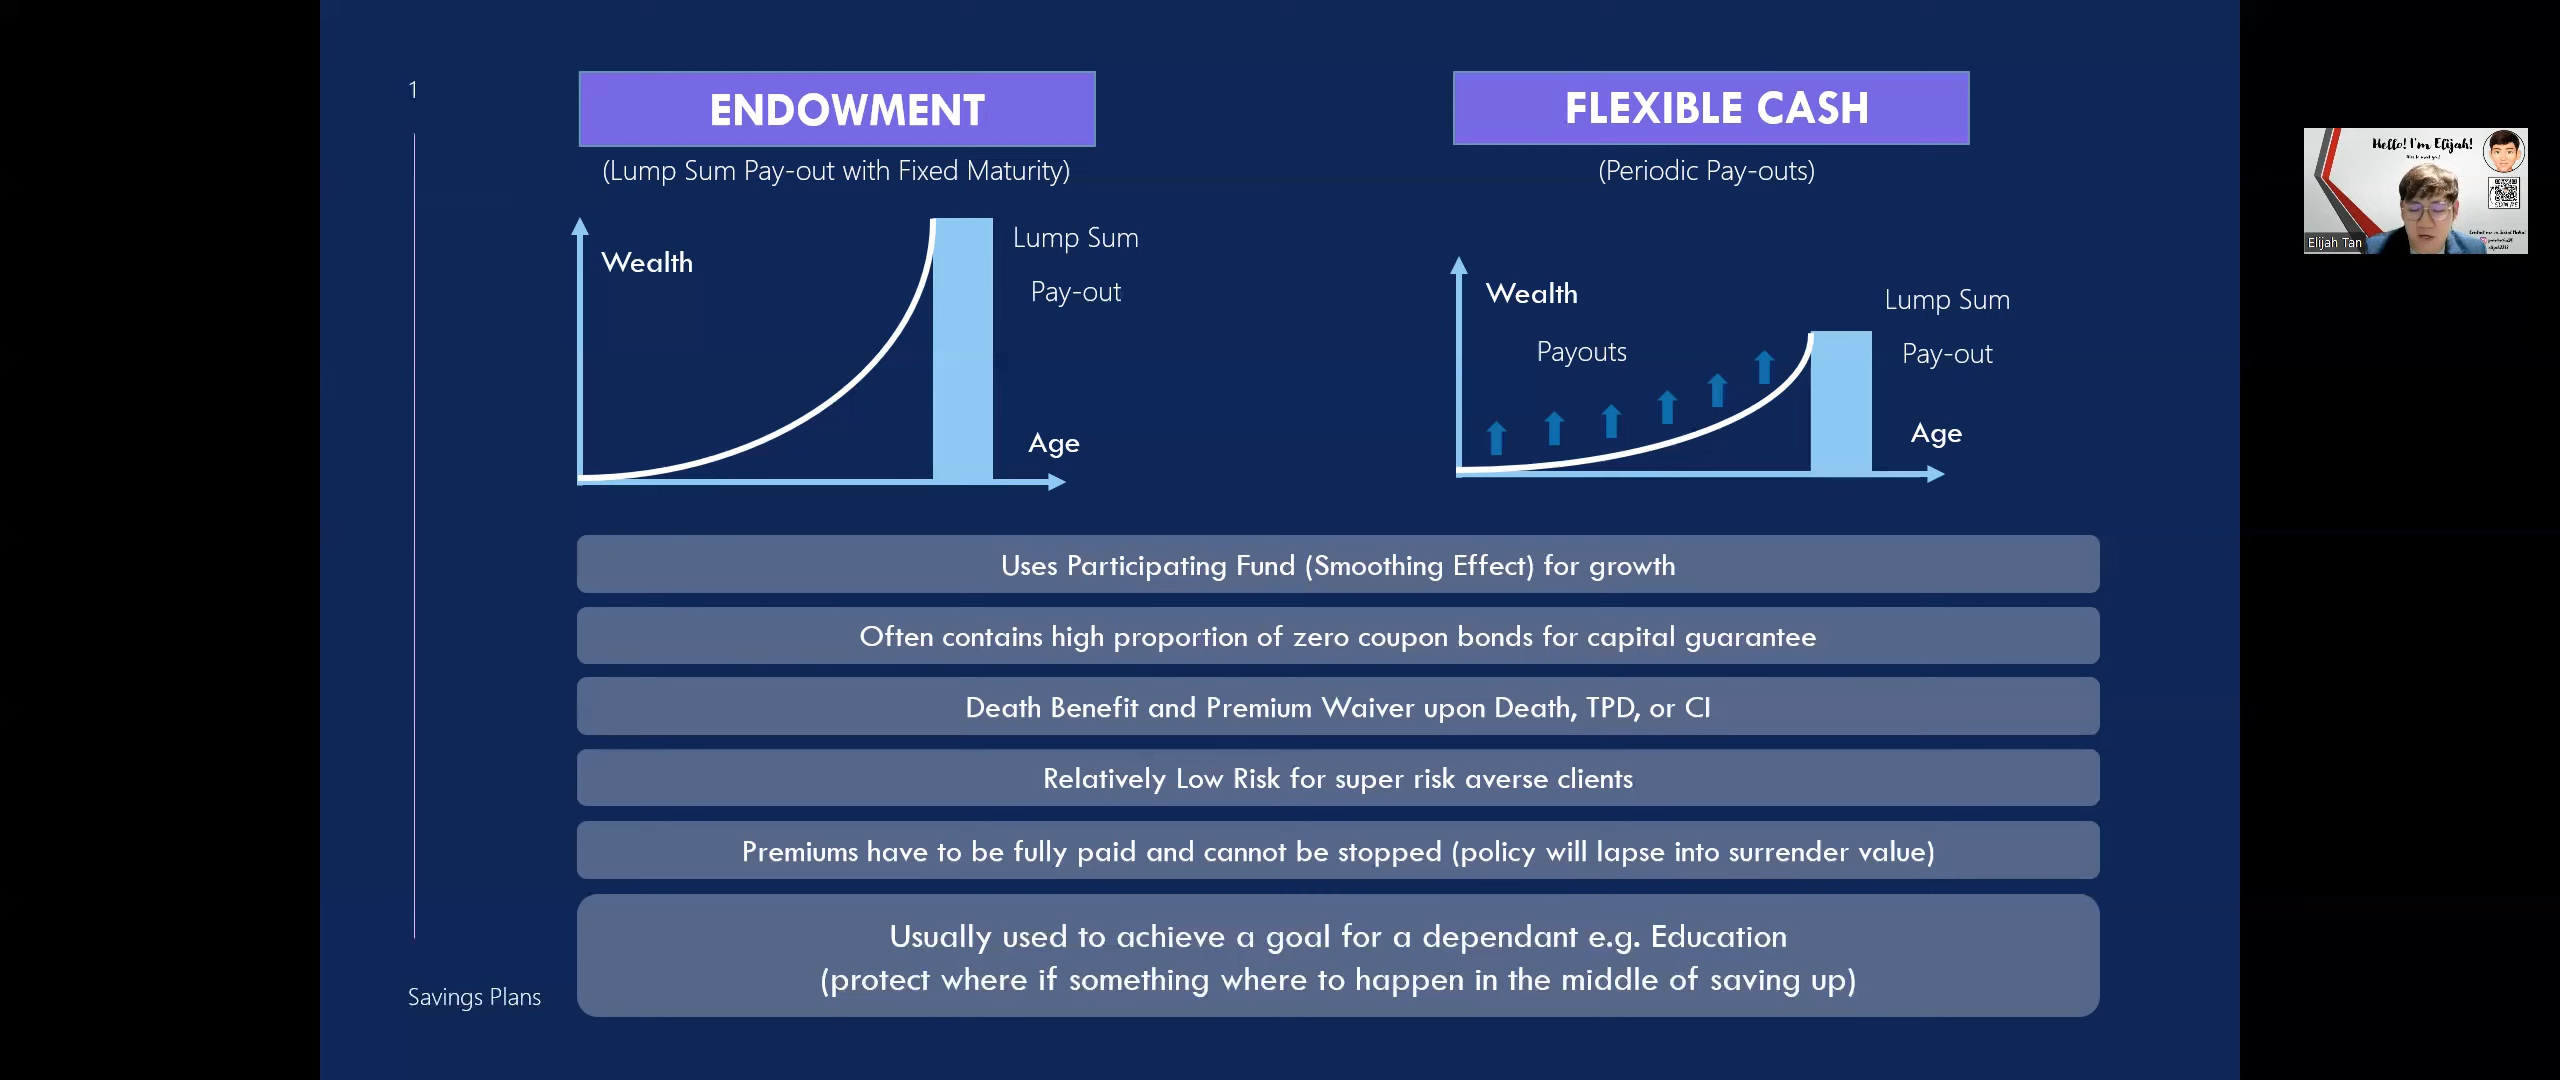 1
ENDOWMENT
(Lump Sum Pay-out with Fixed Maturity)
Wealth
Lump Sum
Pay-out
Age
FLEXIBLE CASH
(Periodic Pay-outs)
Wealth
Payouts
Lump Sum
Pay-out
Age
Uses Participating Fund (Smoothing Effect) for growth
Often contains high proportion of zero coupon bonds for capital guarantee
Death Benefit and Premium Waiver upon Death, TPD, or CI
Relatively Low Risk for super risk averse clients
Premiums have to be fully paid and cannot be stopped (policy will lapse into surrender value)
Usually used to achieve a goal for a dependant e.g. Education
(protect where if something where to happen in the middle of saving up)
Savings Plans
Hello! I'm Elijah!
Elijah Tan